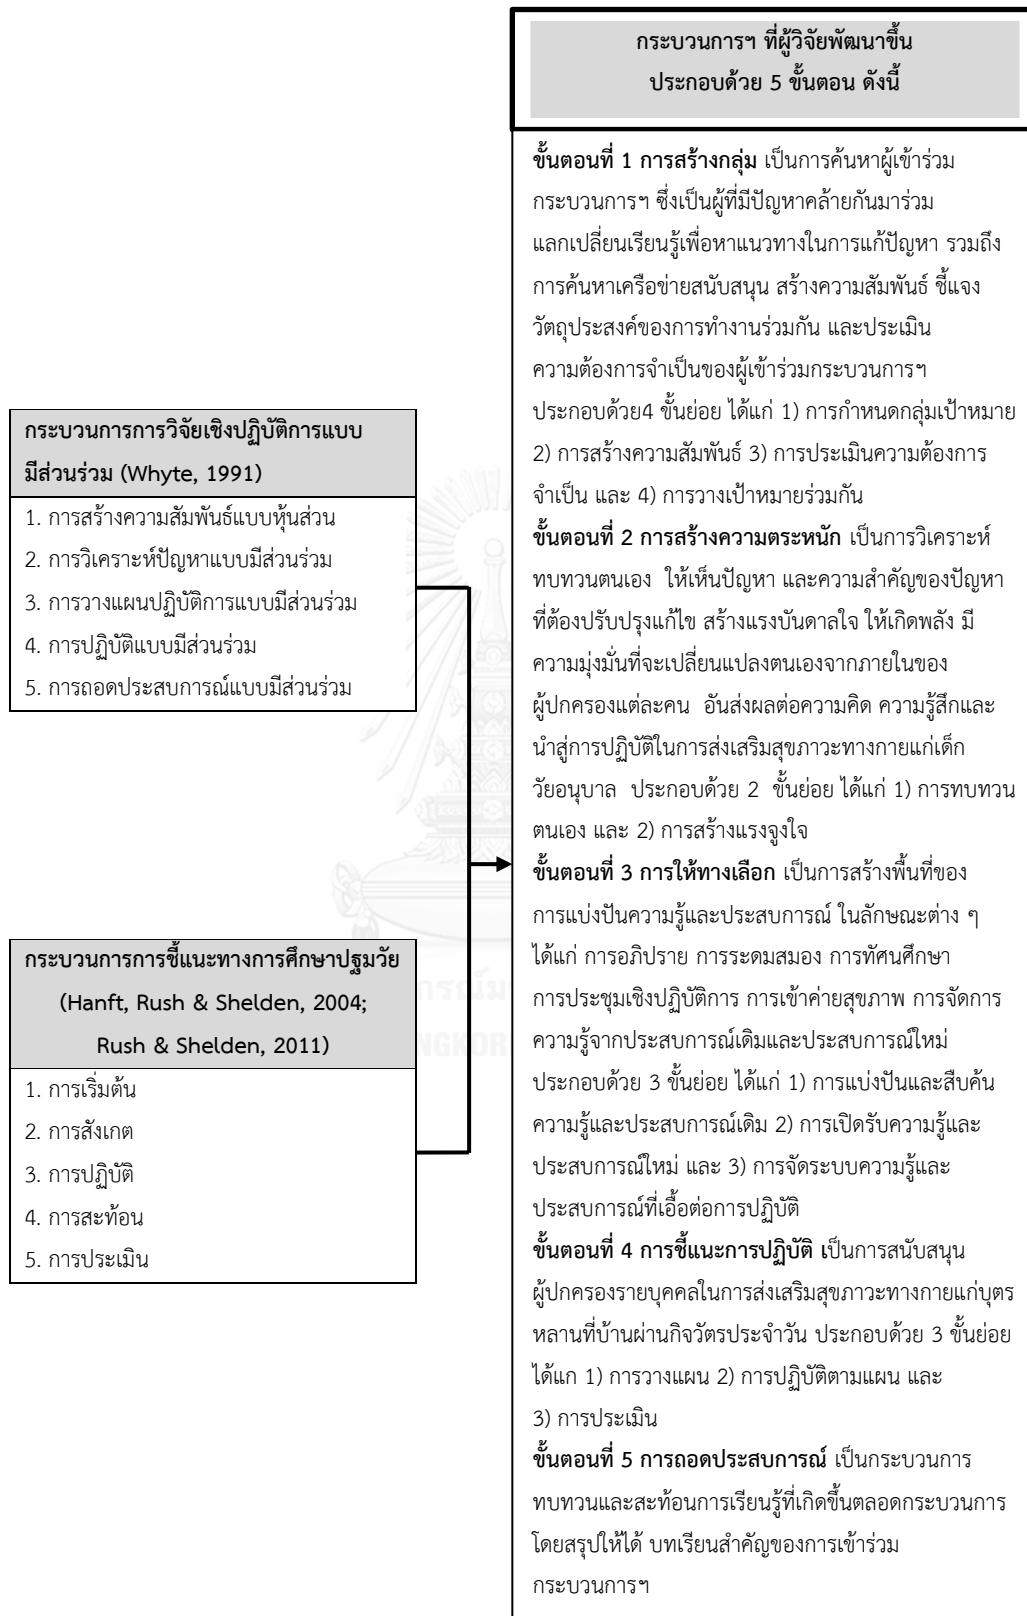 กระบวนการฯ ที่ผู้วิจัยพัฒนาขึ้น
ประกอบด้วย 5 ขั้นตอน ดังนี้
กระบวนการการวิจัยเชิงปฏิบัติการแบบ
มีส่วนร่วม (Whyte, 1991)
1. การสร้างความสัมพันธ์แบบหุ้นส่วน
2. การวิเคราะห์ปัญหาแบบมีส่วนร่วม
3. การวางแผนปฏิบัติการแบบมีส่วนร่วม
4. การปฏิบัติแบบมีส่วนร่วม
5. การถอดประสบการณ์แบบมีส่วนร่วม
กระบวนการการชี้แนะทางการศึกษาปฐมวัย
(Hanft, Rush & Shelden, 2004;
Rush & Shelden, 2011)
1. การเริ่มต้น
2. การสังเกต
3. การปฏิบัติ
4. การสะท้อน
5. การประเมิน
ขั้นตอนที่ 1 การสร้างกลุ่ม เป็นการค้นหาผู้เข้าร่วม
กระบวนการฯ ซึ่งเป็นผู้ที่มีปัญหาคล้ายกันมาร่วม
แลกเปลี่ยนเรียนรู้เพื่อหาแนวทางในการแก้ปัญหา รวมถึง
การค้นหาเครือข่ายสนับสนุน สร้างความสัมพันธ์ ชี้แจง
วัตถุประสงค์ของการทำงานร่วมกัน และประเมิน
ความต้องการจำเป็นของผู้เข้าร่วมกระบวนการฯ
ประกอบด้วย4 ขั้นย่อย ได้แก่ 1) การกำหนดกลุ่มเป้าหมาย
2) การสร้างความสัมพันธ์ 3) การประเมินความต้องการ
จำเป็น และ 4) การวางเป้าหมายร่วมกัน
ขั้นตอนที่ 2 การสร้างความตระหนัก เป็นการวิเคราะห์
ทบทวนตนเอง ให้เห็นปัญหา และความสำคัญของปัญหา
ที่ต้องปรับปรุงแก้ไข สร้างแรงบันดาลใจ ให้เกิดพลัง มี
ความมุ่งมั่นที่จะเปลี่ยนแปลงตนเองจากภายในของ
ผู้ปกครองแต่ละคน อันส่งผลต่อความคิด ความรู้สึกและ
นำสู่การปฏิบัติในการส่งเสริมสุขภาวะทางกายแก่เด็ก
วัยอนุบาล ประกอบด้วย 2 ขั้นย่อย ได้แก่ 1) การทบทวน
ตนเอง และ 2) การสร้างแรงจูงใจ
ขั้นตอนที่ 3 การให้ทางเลือก เป็นการสร้างพื้นที่ของ
การแบ่งปันความรู้และประสบการณ์ ในลักษณะต่าง ๆ
ได้แก่ การอภิปราย การระดมสมอง การทัศนศึกษา
การประชุมเชิงปฏิบัติการ การเข้าค่ายสุขภาพ การจัดการ
ความรู้จากประสบการณ์เดิมและประสบการณ์ใหม่
ประกอบด้วย 3 ขั้นย่อย ได้แก่ 1) การแบ่งปันและสืบค้น
ความรู้และประสบการณ์เดิม 2) การเปิดรับความรู้และ
ประสบการณ์ใหม่ และ 3) การจัดระบบความรู้และ
ประสบการณ์ที่เอื้อต่อการปฏิบัติ
ขั้นตอนที่ 4 การชี้แนะการปฏิบัติ เป็นการสนับสนุน
ผู้ปกครองรายบุคคลในการส่งเสริมสุขภาวะทางกายแก่บุตร
หลานที่บ้านผ่านกิจวัตรประจำวัน ประกอบด้วย 3 ขั้นย่อย
ได้แก 1) การวางแผน 2) การปฏิบัติตามแผน และ
3) การประเมิน
ขั้นตอนที่ 5 การถอดประสบการณ์ เป็นกระบวนการ
ทบทวนและสะท้อนการเรียนรู้ที่เกิดขึ้นตลอดกระบวนการ
โดยสรุปให้ได้ บทเรียนสำคัญของการเข้าร่วม
กระบวนการฯ